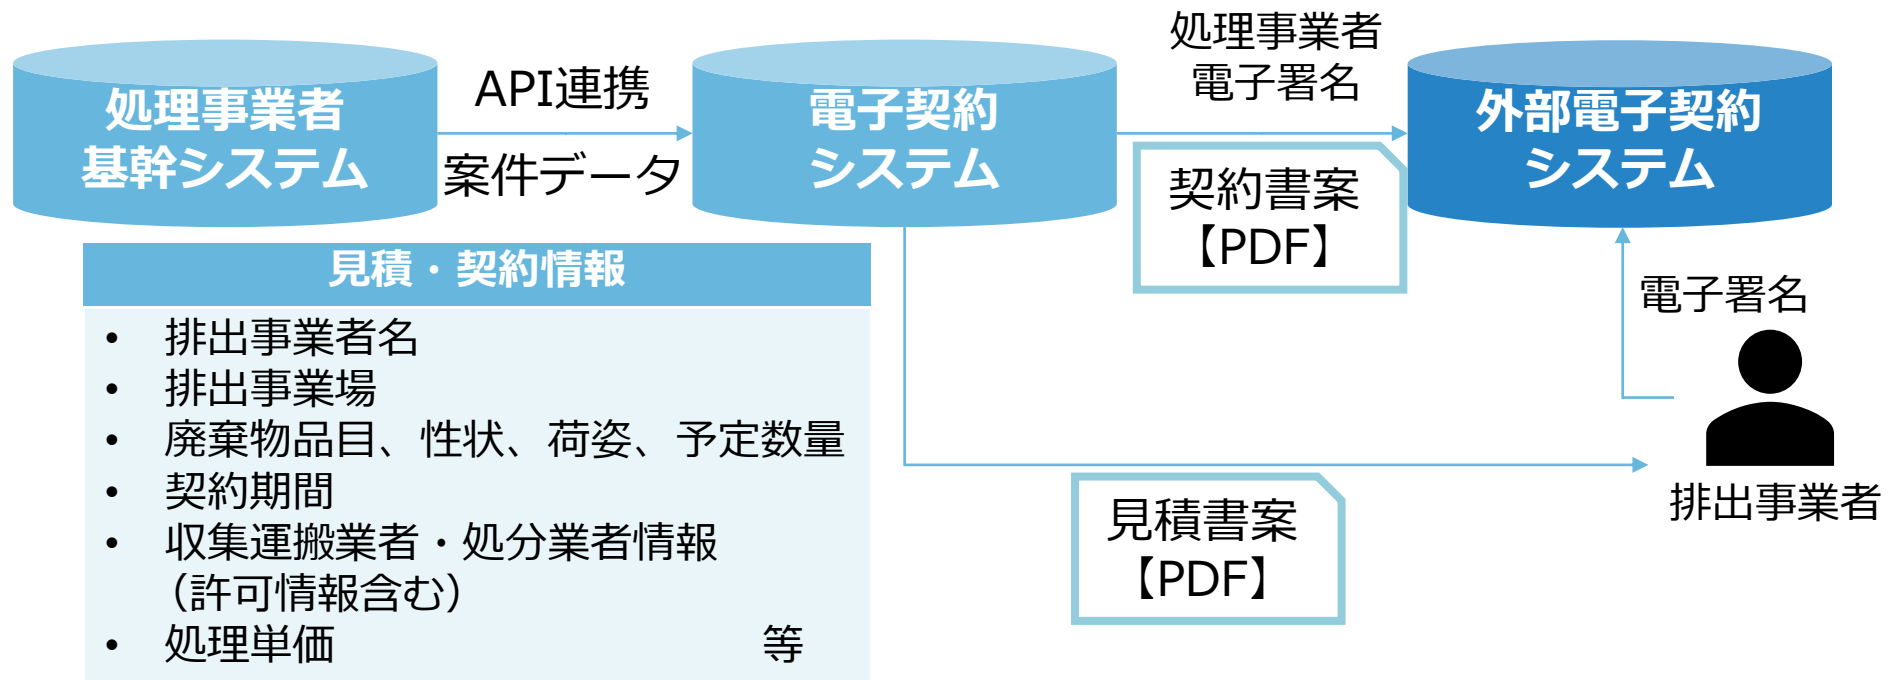 処理事業者
基幹システム
API連携
案件データ
電子契約
システム
処理事業者
電子署名
契約書案
【PDF】
外部電子契約
システム
見積・契約情報
• 排出事業者名
• 排出事業場
• 廃棄物品目、性状、荷姿、予定数量
• 契約期間
• 収集運搬業者・処分業者情報
（許可情報含む）
• 処理単価 等
電子署名
排出事業者
見積書案
【PDF】